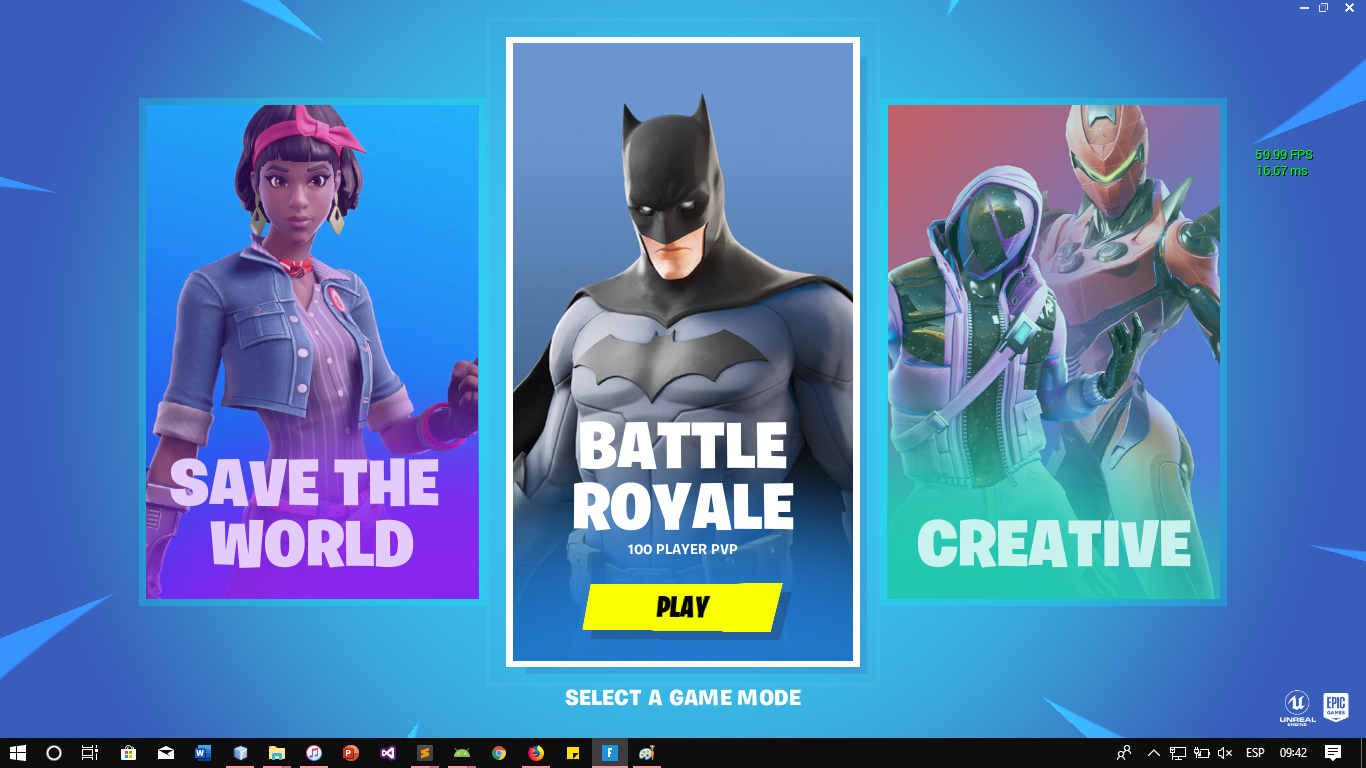 59.99 FPS
16.67 ms
SAVE THE
WORLD
BATTLE
ROYALE
100 PLAYER PVP
PLAY
CREATIVE
SELECT A GAME MODE
UNREAL
ENGINE
EPIC
GAMES
ESP
09:42